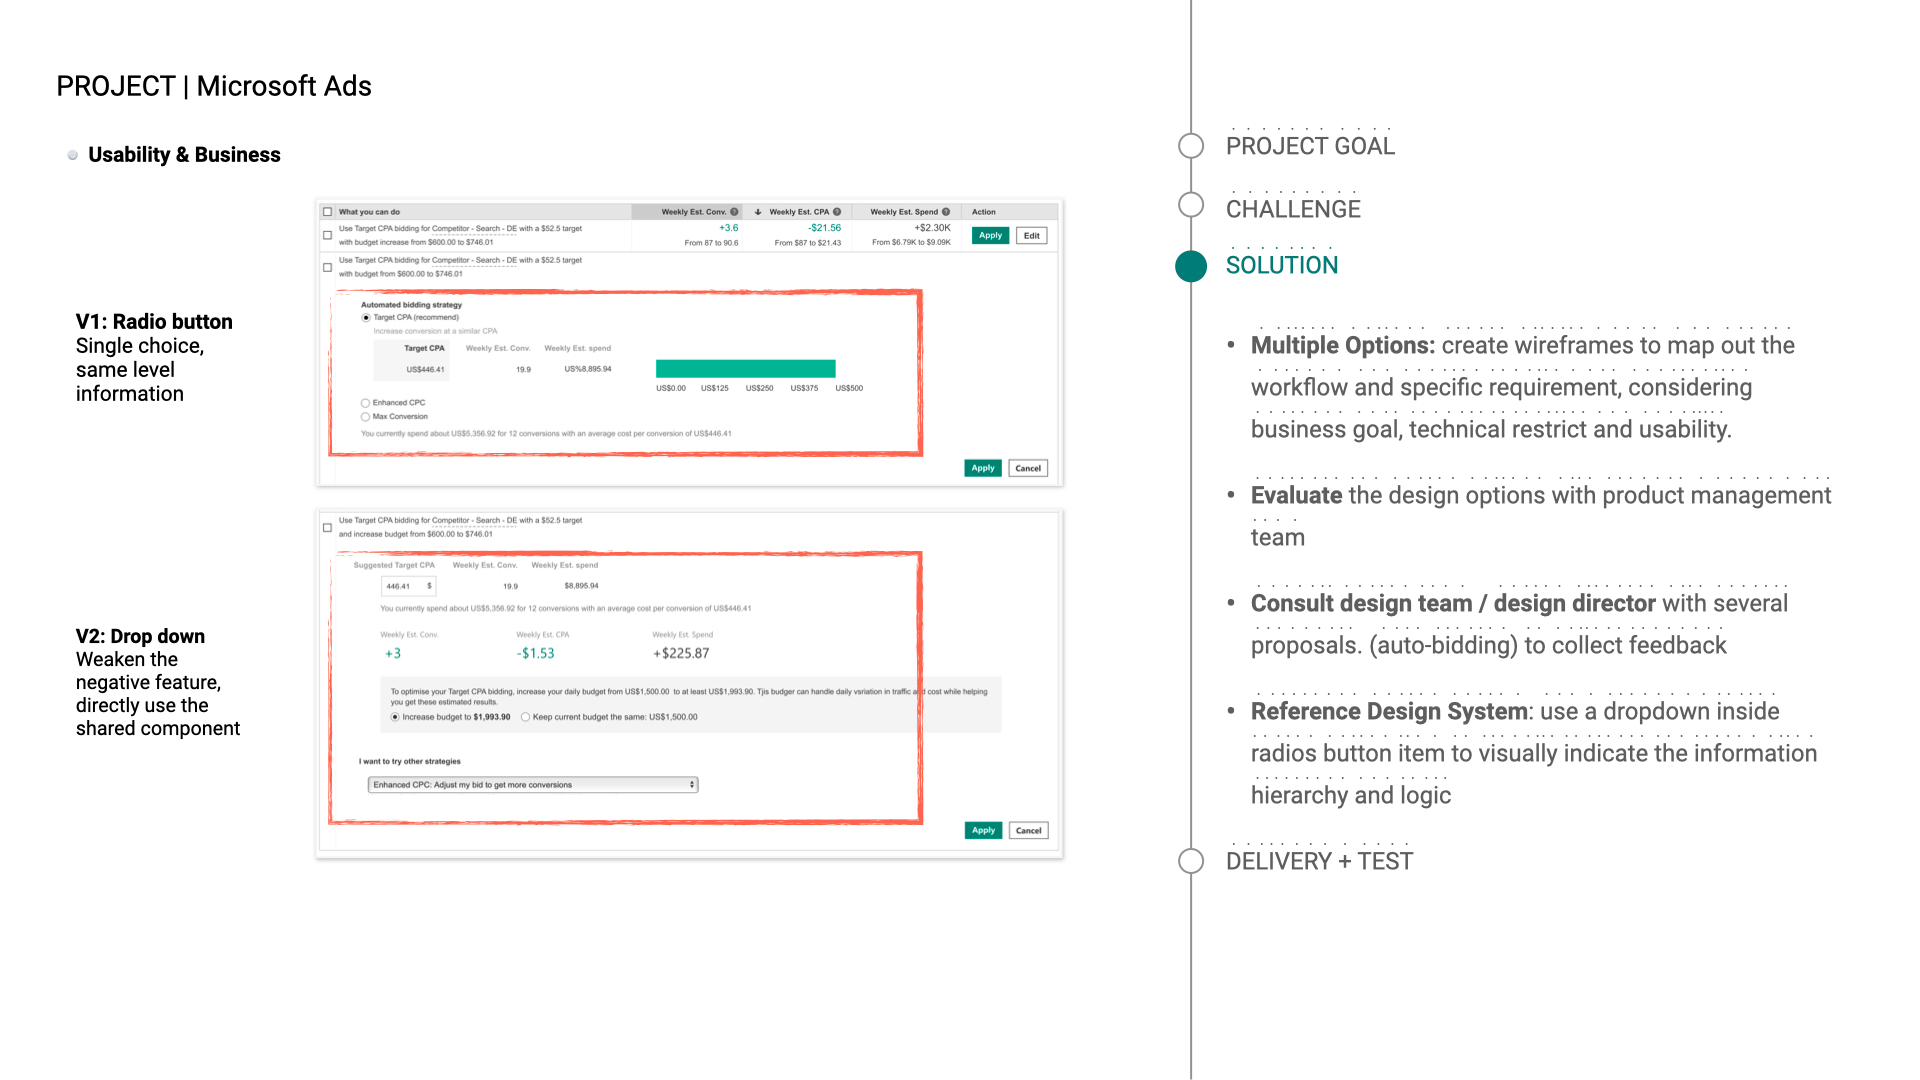 PROJECT | Microsoft Ads
Usability & Business
V1: Radio button
Single choice,
same level
information
What you can do Weekly Est. Conv. Weekly Est. CPA Weekly Est. Spend Action
Use Target CPA bidding for Competitor - Search - DE with a $52.5 target
with budget increase from $600.00 to $746.01
+3.6 -$21.56 +$2.30K
From 87 to 90.6 From $87 to $21.43 From $6.79K to $9.09K
Apply Edit
Use Target CPA bidding for Competitor - Search - DE with a $52.5 target
with budget from $600.00 to $746.01
Automated bidding strategy
Target CPA (recommend)
Increase conversion at a similar CPA
Target CPA Weekly Est. Conv. Weekly Est. spend
US$446.41 19.9 US%8,895.94
US$0.00 US$125 US$250 US$375 US$500
Enhanced CPC
Max Conversion
You currently spend about US$5,356.92 for 12 conversions with an average cost per conversion of US$446.41
Apply Cancel
V2: Drop down
Weaken the
negative feature,
directly use the
shared component
Use Target CPA bidding for Competitor - Search - DE with a $52.5 target
and increase budget from $600.00 to $746.01
Suggested Target CPA Weekly Est. Conv. Weekly Est. spend
446.41 $ 19.9 $8,895.94
You currently spend about US$5,356.92 for 12 conversions with an average cost per conversion of US$446.41
Weekly Est. Conv. Weekly Est. CPA Weekly Est. Spend
+3 -$1.53 +$225.87
To optimise your Target CPA bidding, increase your daily budget from US$1,500.00 to at least US$1,993.90. Tjis budger can handle daily vsriation in traffic and cost while helping
you get these estimated results.
Increase budget to $1,993.90 Keep current budget the same: US$1,500.00
I want to try other strategies
Enhanced CPC: Adjust my bid to get more conversions
Apply Cancel
PROJECT GOAL
CHALLENGE
SOLUTION
• Multiple Options: create wireframes to map out the
workflow and specific requirement, considering
business goal, technical restrict and usability.
• Evaluate the design options with product management
team
• Consult design team / design director with several
proposals. (auto-bidding) to collect feedback
• Reference Design System: use a dropdown inside
radios button item to visually indicate the information
hierarchy and logic
DELIVERY + TEST